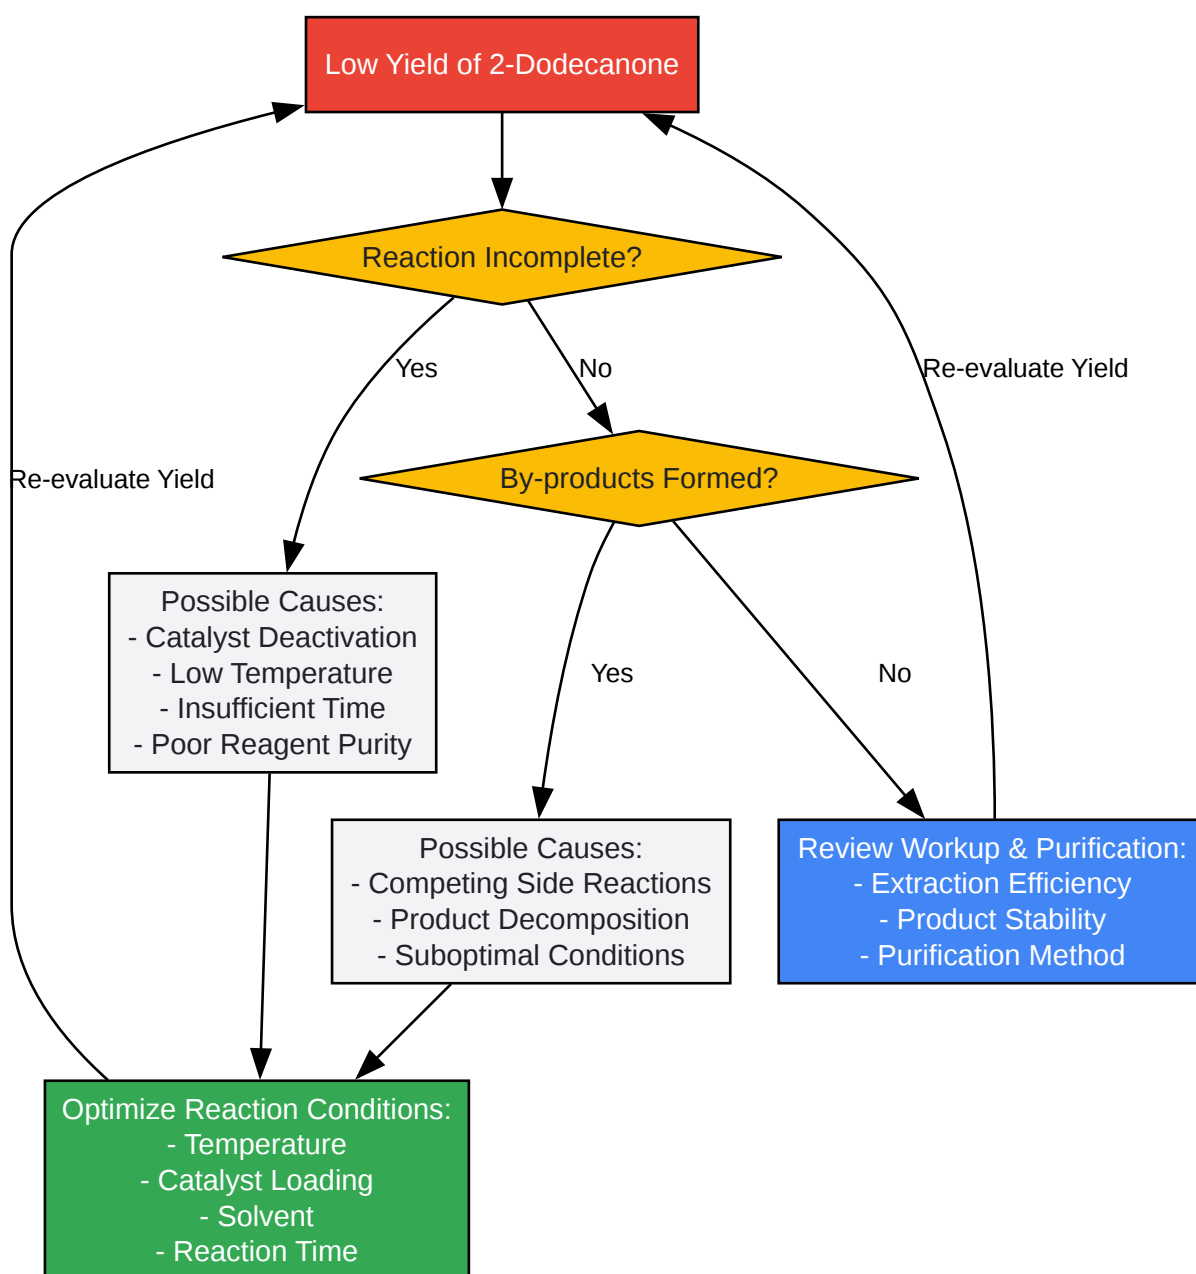 Low Yield of 2-Dodecanone
Reaction Incomplete?
Yes
No
Re-evaluate Yield
Re-evaluate Yield
By-products Formed?
Possible Causes:
- Catalyst Deactivation
- Low Temperature
- Insufficient Time
- Poor Reagent Purity
Yes
No
Possible Causes:
- Competing Side Reactions
- Product Decomposition
- Suboptimal Conditions
Review Workup & Purification:
- Extraction Efficiency
- Product Stability
- Purification Method
Optimize Reaction Conditions:
- Temperature
- Catalyst Loading
- Solvent
- Reaction Time